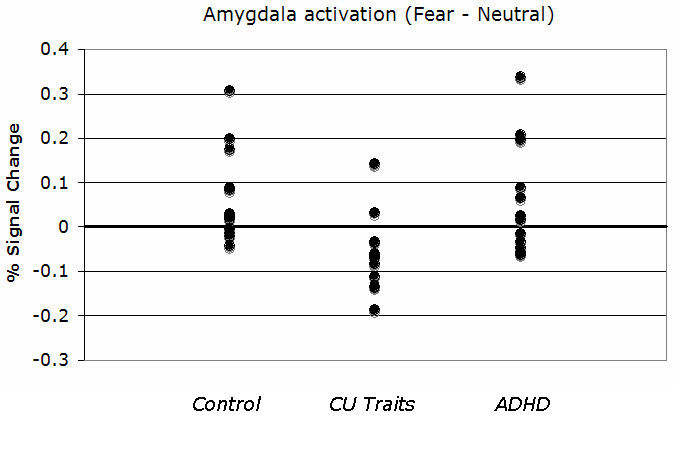 Amygdala activation (Fear - Neutral)
% Signal Change
0.4
0.3
0.2
0.1
0
-0.1
-0.2
-0.3
Control CU Traits ADHD